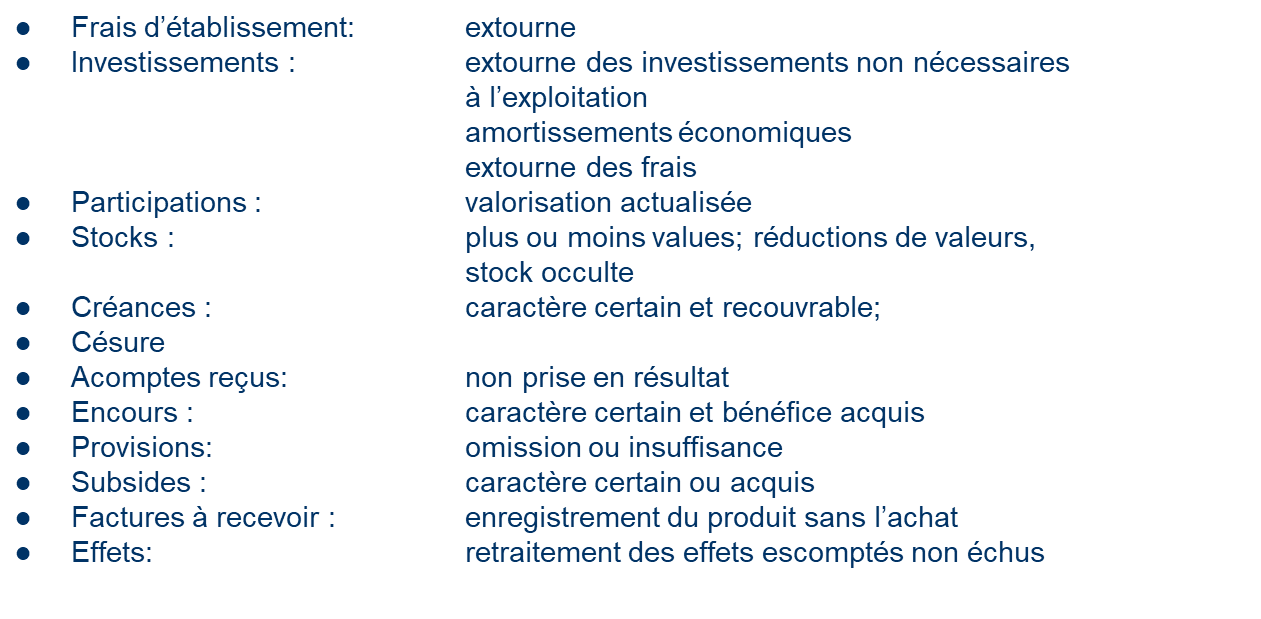 ● Frais d’établissement: extourne
● Investissements : extourne des investissements non nécessaires
à l’exploitation
amortissements économiques
extourne des frais
● Participations : valorisation actualisée
● Stocks : plus ou moins values; réductions de valeurs,
stock occulte
● Créances : caractère certain et recouvrable;
● Césure
● Acomptes reçus: non prise en résultat
● Encours : caractère certain et bénéfice acquis
● Provisions: omission ou insuffisance
● Subsides : caractère certain ou acquis
● Factures à recevoir : enregistrement du produit sans l’achat
● Effets: retraitement des effets escomptés non échus